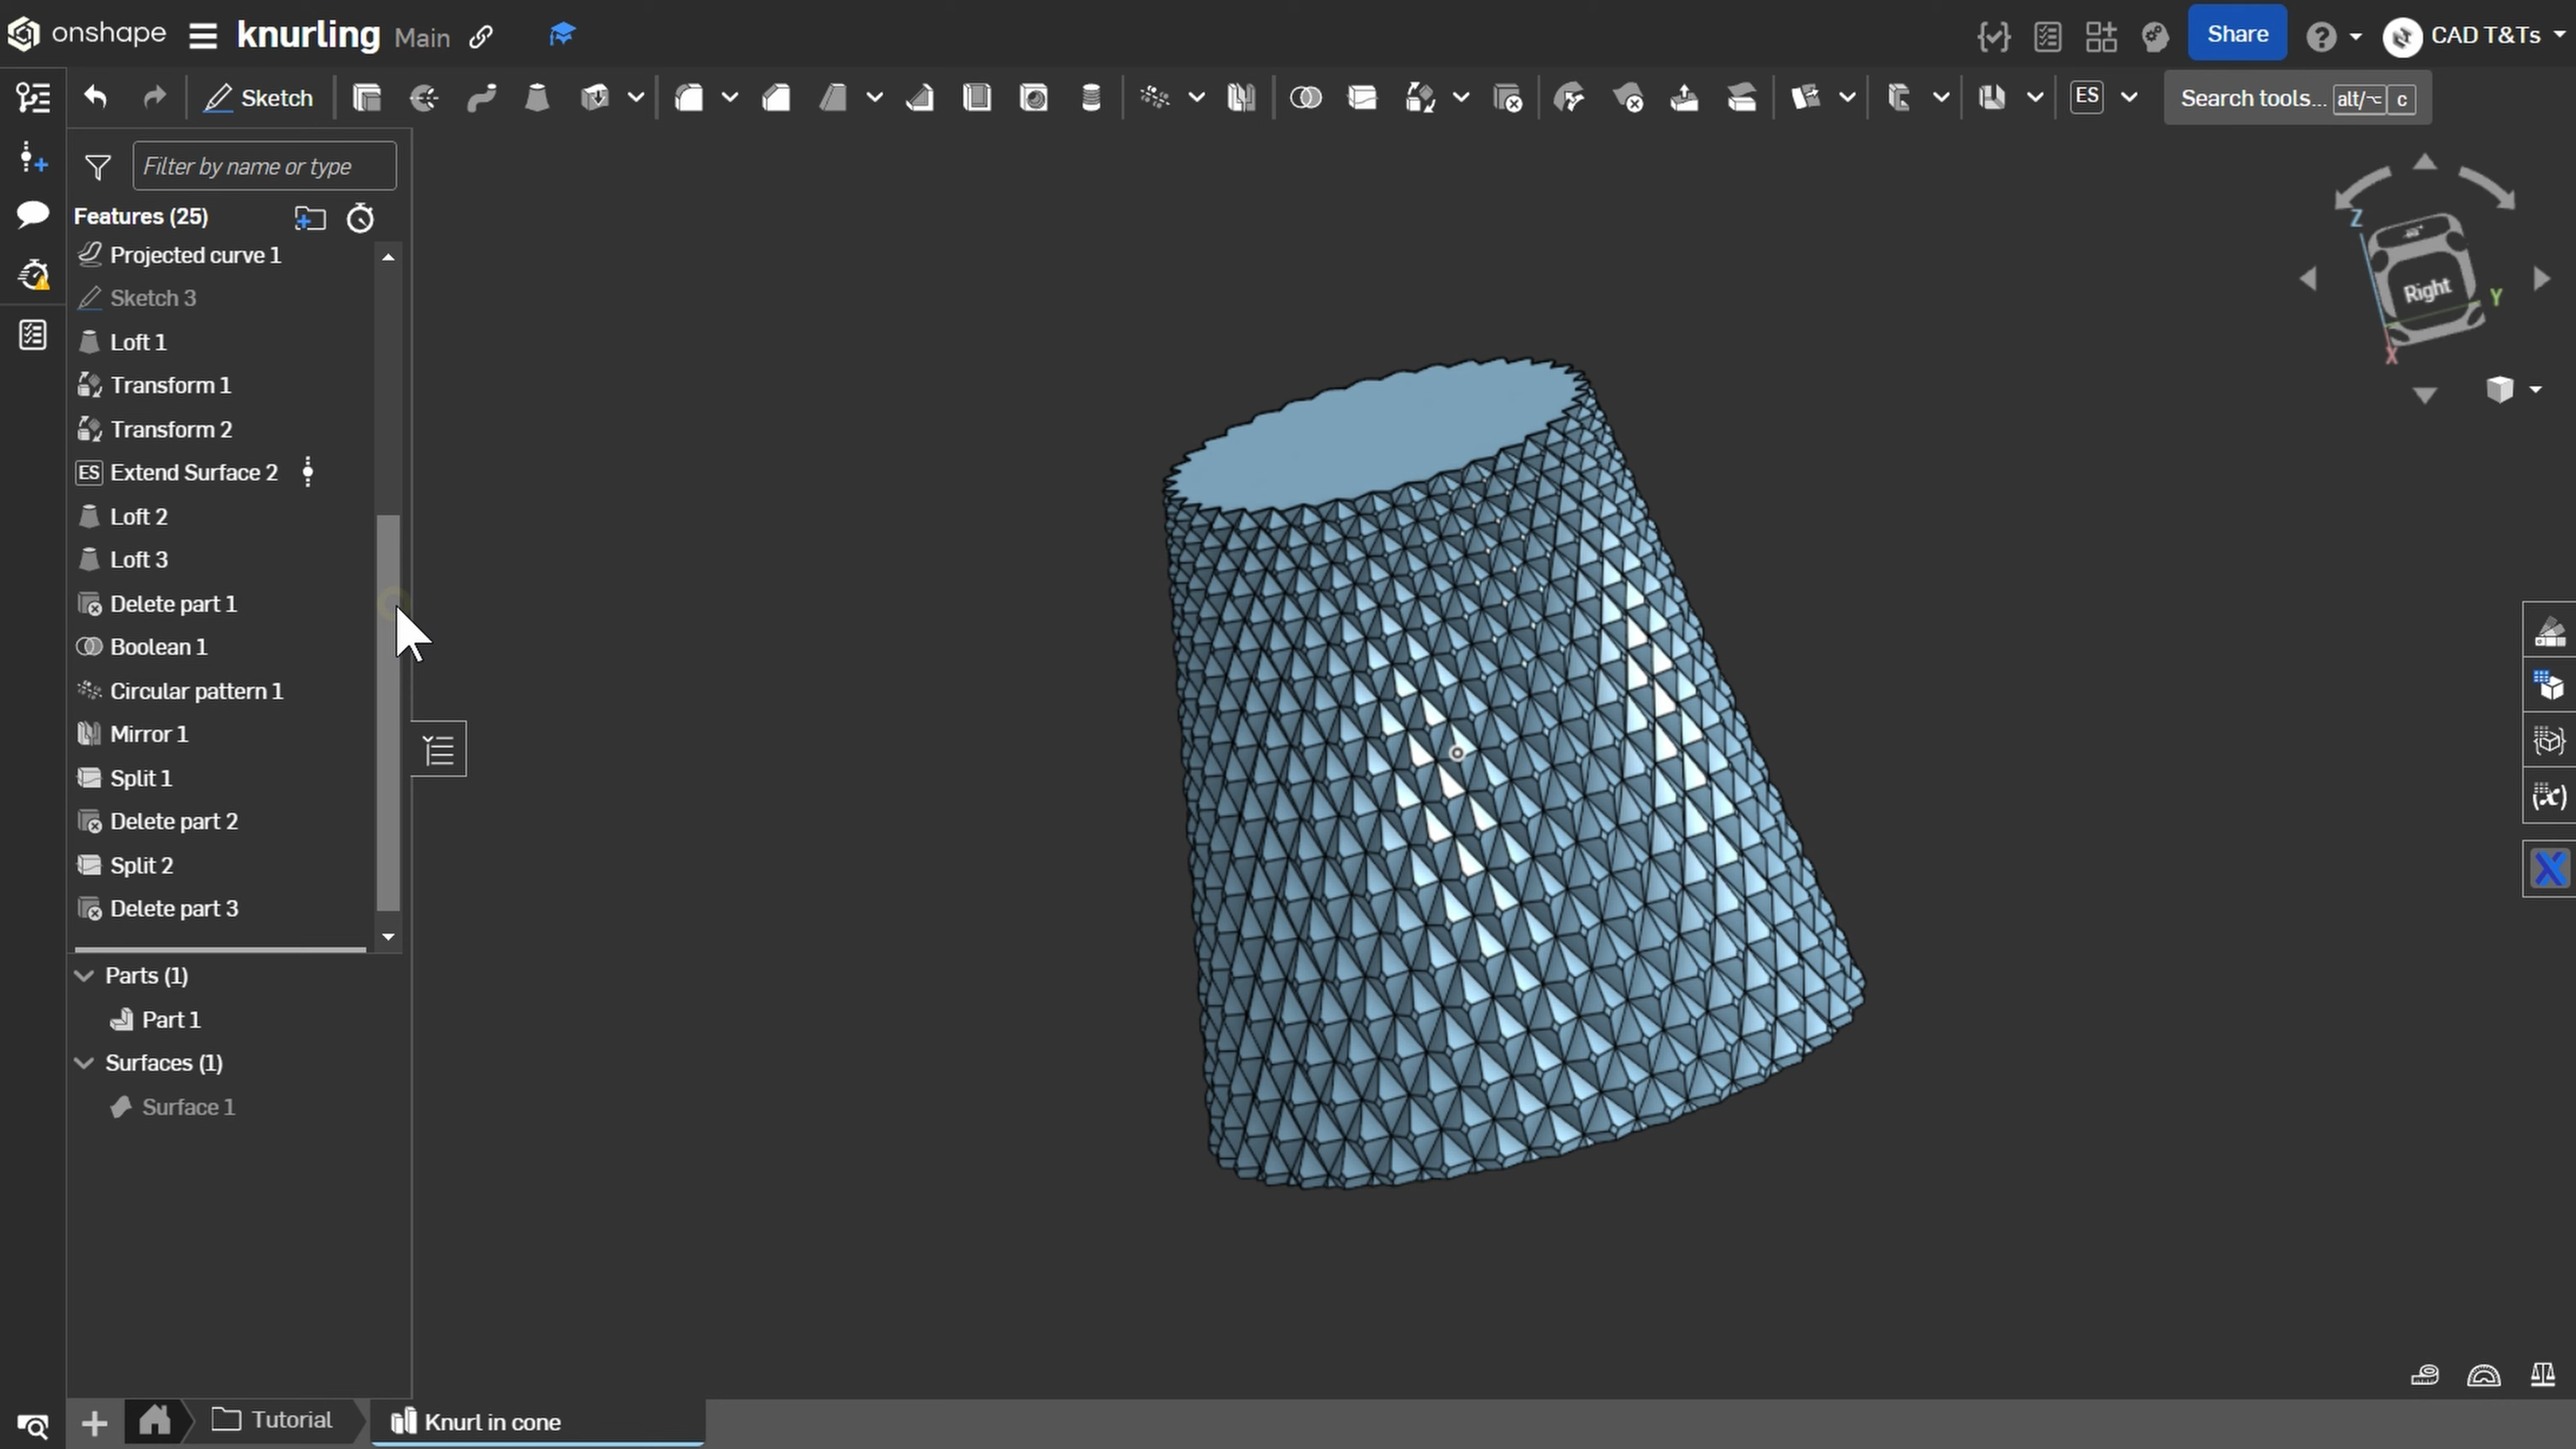 onshape knurling Main Share CAD T&Ts
Sketch ES Search tools... alt/⌥ c
Filter by name or type
Features (25)
Projected curve 1
Sketch 3
Loft 1
Transform 1
Transform 2
ES Extend Surface 2
Loft 2
Loft 3
Delete part 1
Boolean 1
Circular pattern 1
Mirror 1
Split 1
Delete part 2
Split 2
Delete part 3
Parts (1)
Part 1
Surfaces (1)
Surface 1
Z
Right
Y
X
(x)
Tutorial
Knurl in cone